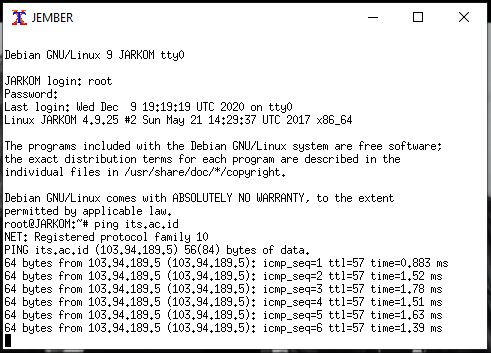 JEMBER
Debian GNU/Linux 9 JARKOM tty0
JARKOM login: root
Password:
Last login: Wed Dec  9 19:19:19 UTC 2020 on tty0
Linux JARKOM 4.9.25 #2 Sun May 21 14:29:37 UTC 2017 x86_64
The programs included with the Debian GNU/Linux system are free software;
the exact distribution terms for each program are described in the
individual files in /usr/share/doc/*/copyright.
Debian GNU/Linux comes with ABSOLUTELY NO WARRANTY, to the extent
permitted by applicable law.
root@JARKOM:~# ping its.ac.id
NET: Registered protocol family 10
PING its.ac.id (103.94.189.5) 56(84) bytes of data.
64 bytes from 103.94.189.5 (103.94.189.5): icmp_seq=1 ttl=57 time=0.883 ms
64 bytes from 103.94.189.5 (103.94.189.5): icmp_seq=2 ttl=57 time=1.52 ms
64 bytes from 103.94.189.5 (103.94.189.5): icmp_seq=3 ttl=57 time=1.78 ms
64 bytes from 103.94.189.5 (103.94.189.5): icmp_seq=4 ttl=57 time=1.51 ms
64 bytes from 103.94.189.5 (103.94.189.5): icmp_seq=5 ttl=57 time=1.63 ms
64 bytes from 103.94.189.5 (103.94.189.5): icmp_seq=6 ttl=57 time=1.39 ms